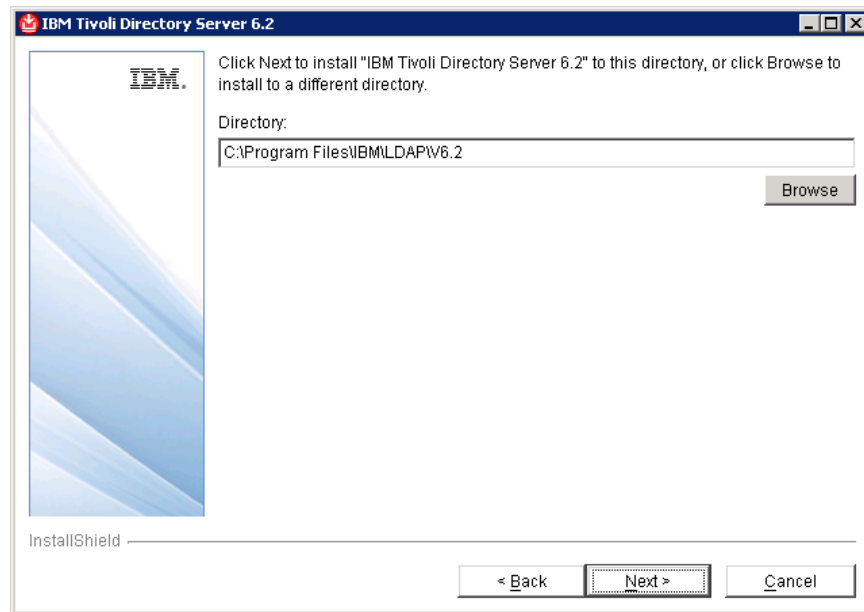 IBM Tivoli Directory Server 6.2
IBM.
Click Next to install "IBM Tivoli Directory Server 6.2" to this directory, or click Browse to
install to a different directory.
Directory:
C:\Program Files\IBM\LDAP\V6.2
Browse
InstallShield
< Back
Next >
Cancel